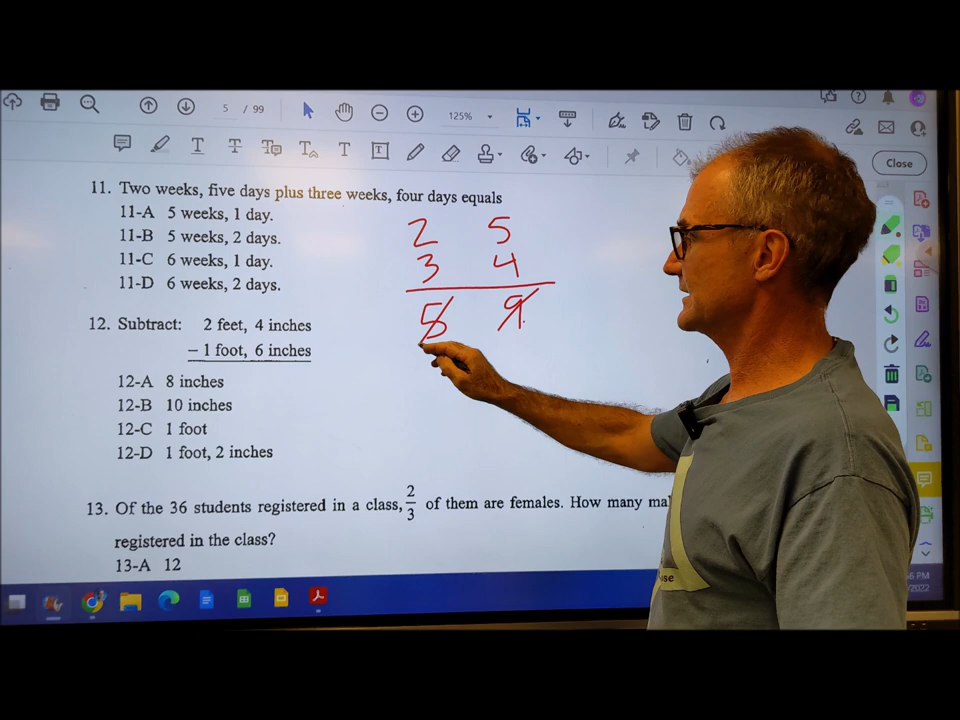 5 / 99
125%
Close
11. Two weeks, five days plus three weeks, four days equals
11-A 5 weeks, 1 day.
11-B 5 weeks, 2 days.
11-C 6 weeks, 1 day.
11-D 6 weeks, 2 days.
2 5
3 4
5 9
12. Subtract: 2 feet, 4 inches
– 1 foot, 6 inches
12-A 8 inches
12-B 10 inches
12-C 1 foot
12-D 1 foot, 2 inches
13. Of the 36 students registered in a class, 2/3 of them are females. How many
registered in the class?
13-A 12
PM
2022